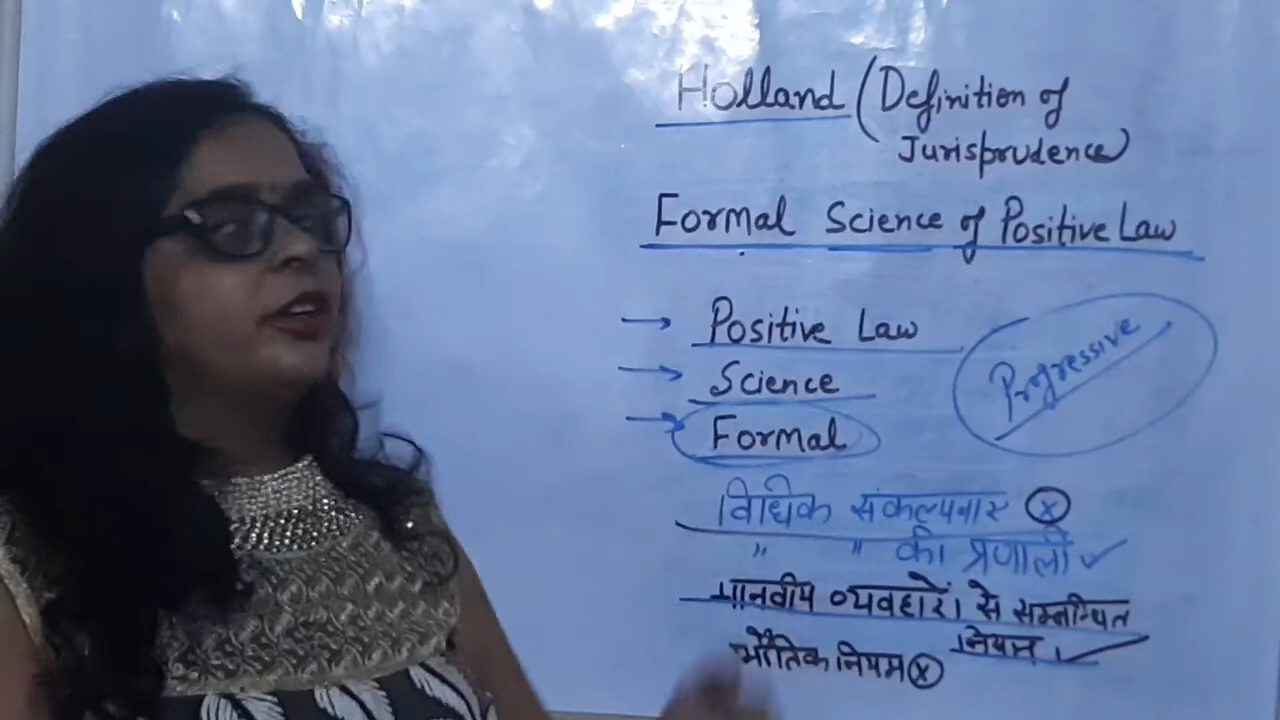 Holland (Definition of
Jurisprudence)
Formal Science of Positive Law
→ Positive Law
Progressive
→ Science
→ Formal
विधिक संकल्पनाए ⓧ
" " की प्रणाली ✓
मानवीय व्यवहारों से सम्बन्धित
नियम ✓
भौतिक नियम ⓧ